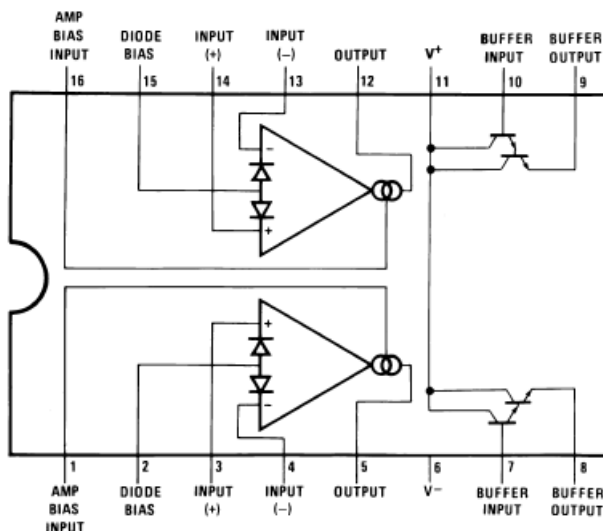 AMP
BIAS
INPUT
DIODE
BIAS
INPUT
(+)
INPUT
(−)
OUTPUT
V+
BUFFER
INPUT
BUFFER
OUTPUT
16 15 14 13 12 11 10 9
−
+
+
−
1 2 3 4 5 6 7 8
AMP
BIAS
INPUT
DIODE
BIAS
INPUT
(+)
INPUT
(−)
OUTPUT
V−
BUFFER
INPUT
BUFFER
OUTPUT